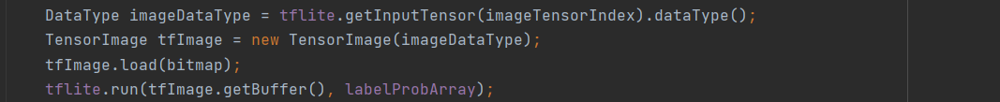 DataType imageDataType = tflite.getInputTensor(imageTensorIndex).dataType();
TensorImage tfImage = new TensorImage(imageDataType);
tfImage.load(bitmap);
tflite.run(tfImage.getBuffer(), labelProbArray);